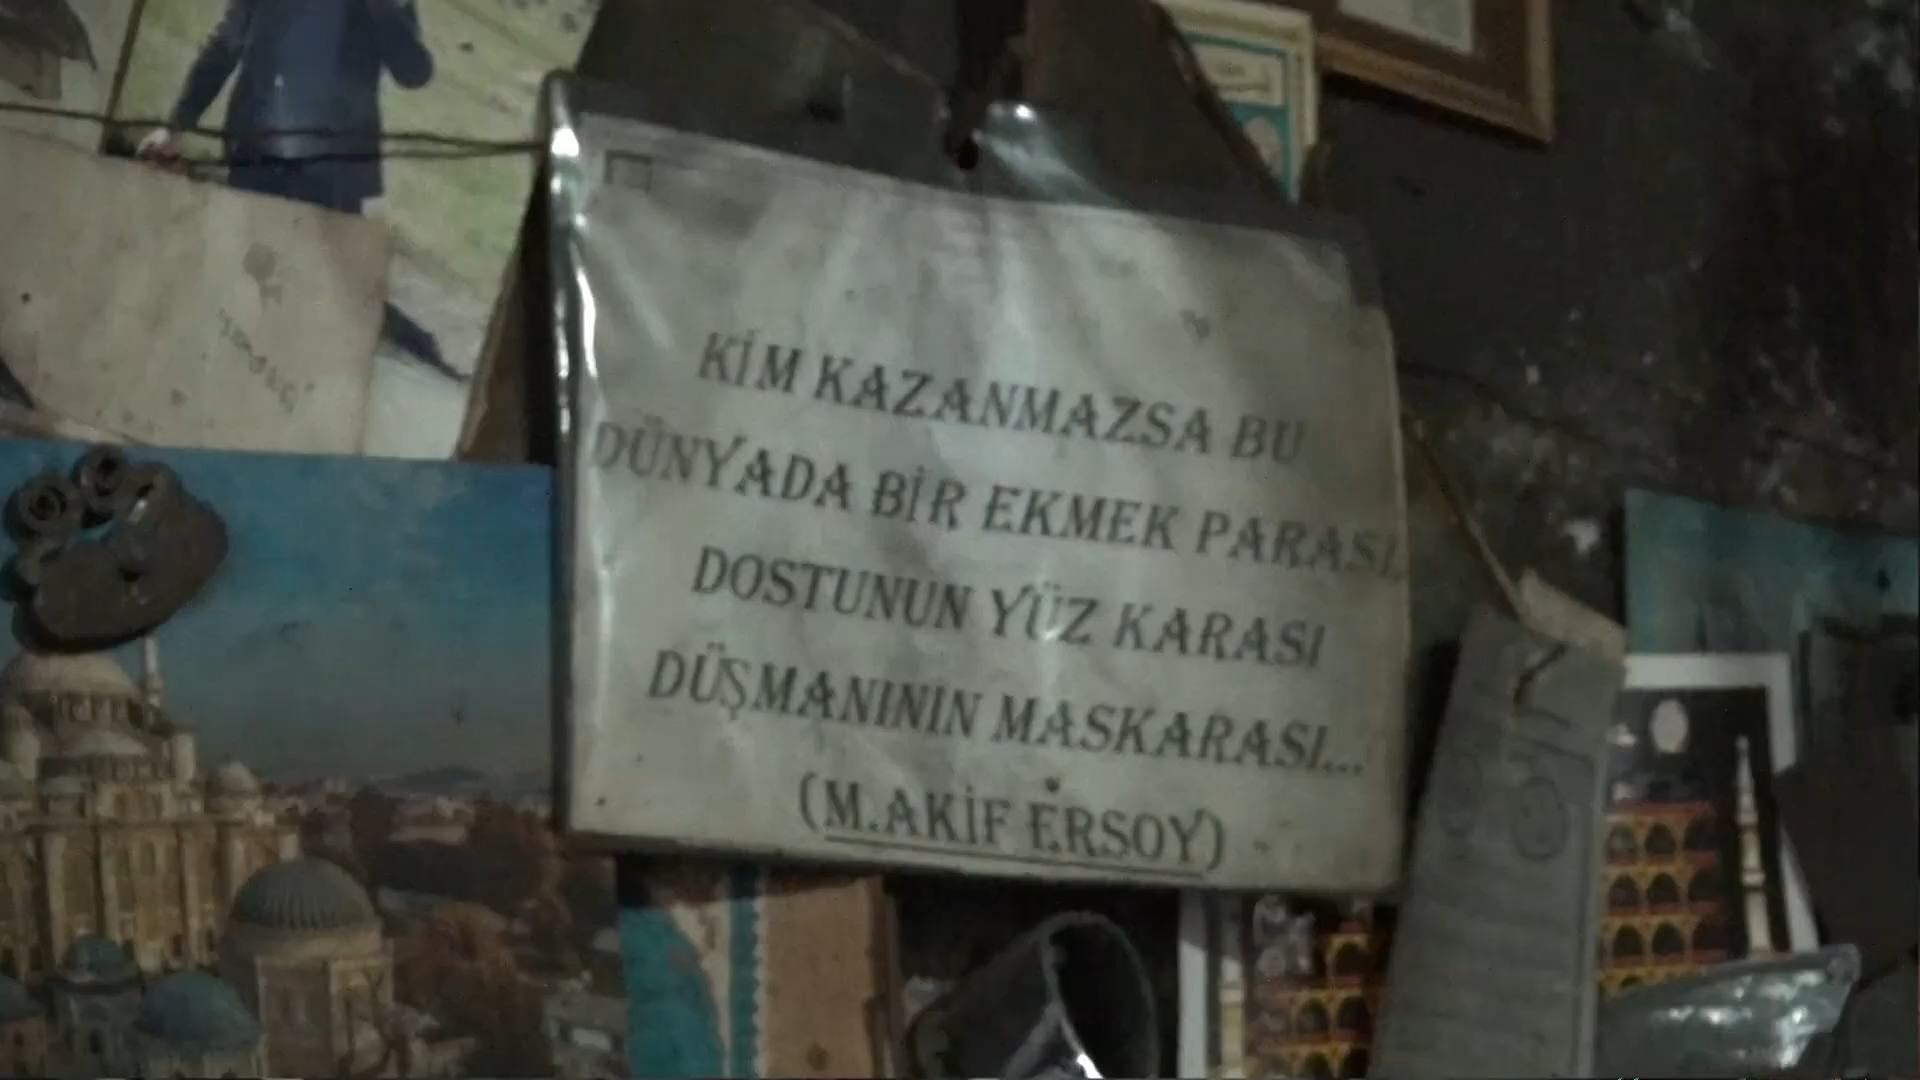 KİM KAZANMAZSA BU
DÜNYADA BİR EKMEK PARASI,
DOSTUNUN YÜZ KARASI
DÜŞMANININ MASKARASI...
(M.AKİF ERSOY)